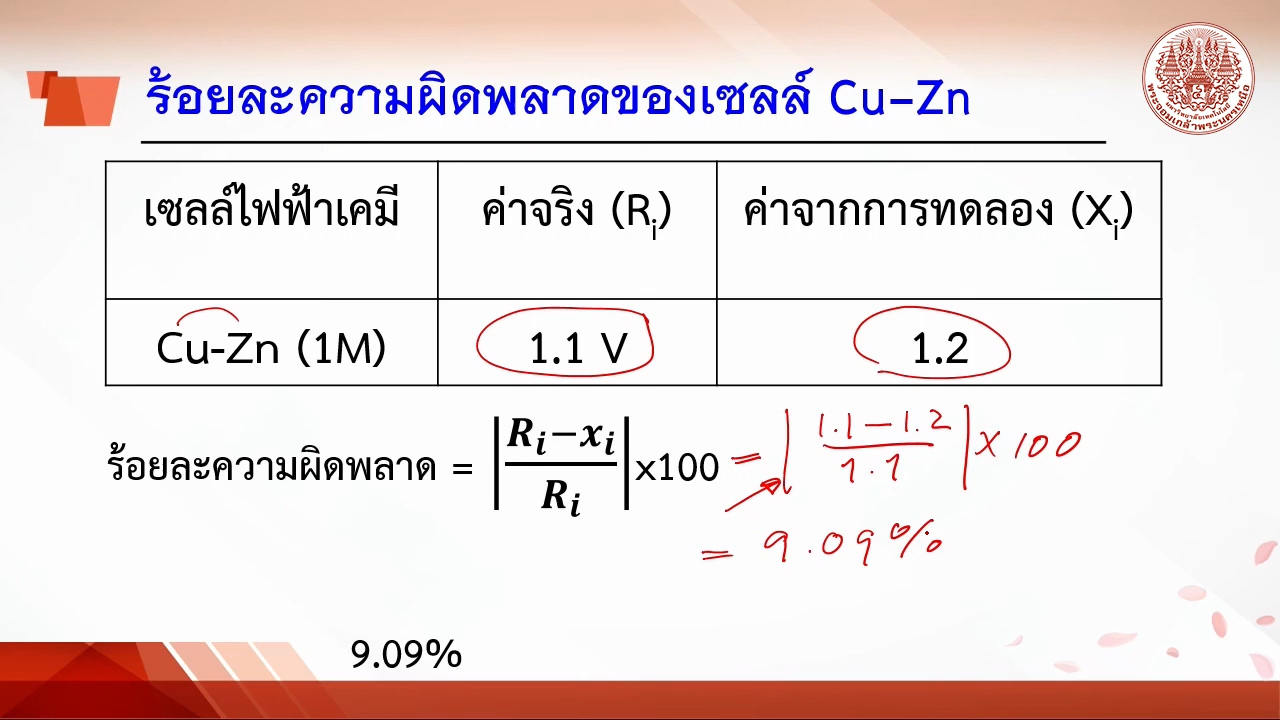 ร้อยละความผิดพลาดของเซลล์ Cu-Zn
เซลล์ไฟฟ้าเคมี ค่าจริง (Ri) ค่าจากการทดลอง (Xi)
Cu-Zn (1M) 1.1 V 1.2
ร้อยละความผิดพลาด = |Ri−xi / Ri| x100 = |1.1 − 1.2 / 1.1| x 100
= 9.09%
9.09%